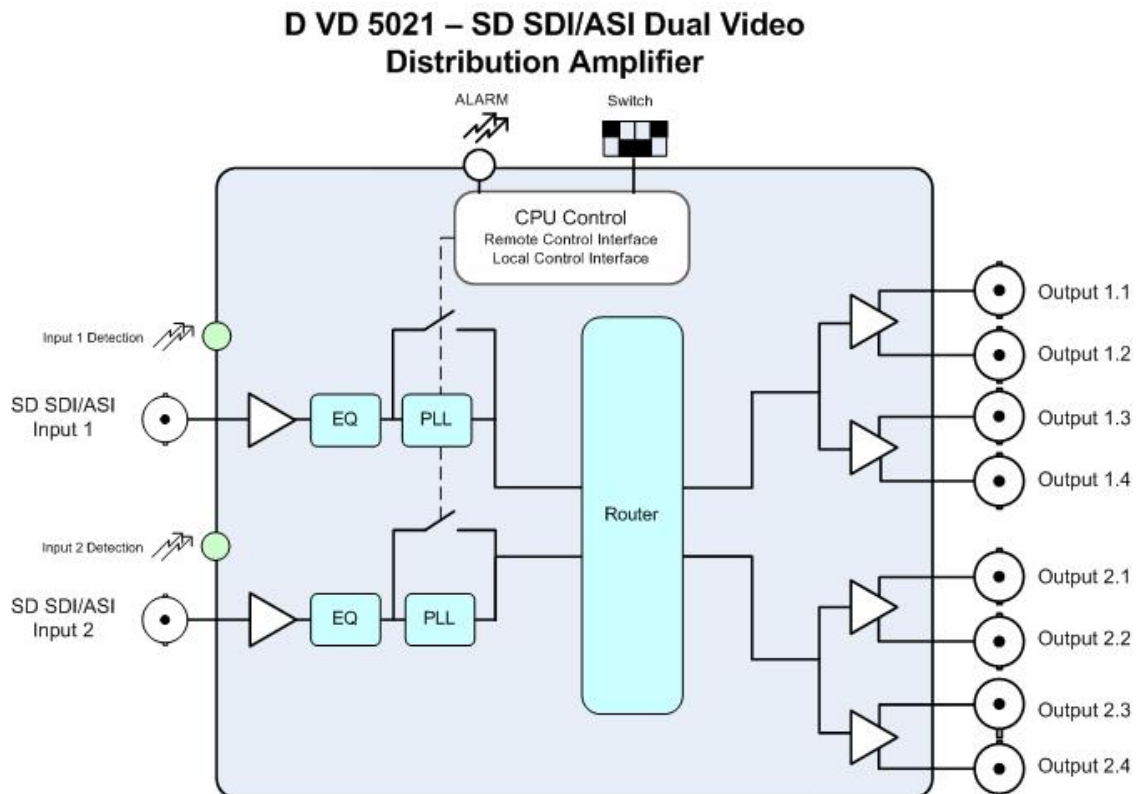 D VD 5021 – SD SDI/ASI Dual Video
Distribution Amplifier
ALARM
Switch
CPU Control
Remote Control Interface
Local Control Interface
Input 1 Detection
SD SDI/ASI
Input 1
EQ
PLL
Input 2 Detection
SD SDI/ASI
Input 2
EQ
PLL
Router
Output 1.1
Output 1.2
Output 1.3
Output 1.4
Output 2.1
Output 2.2
Output 2.3
Output 2.4